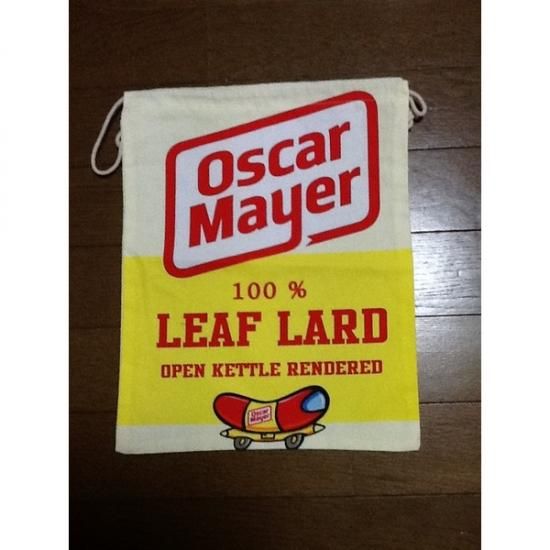 Oscar
Mayer
100 %
LEAF LARD
OPEN KETTLE RENDERED
Oscar
Mayer